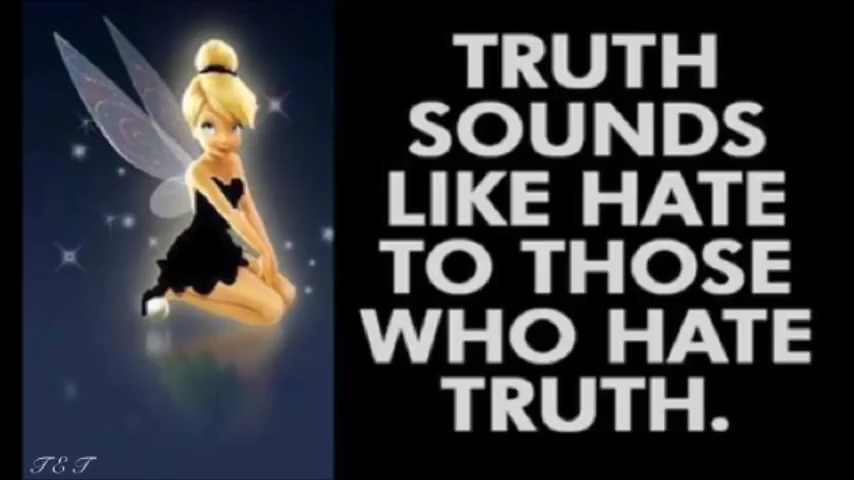 TRUTH
SOUNDS
LIKE HATE
TO THOSE
WHO HATE
TRUTH.
T&T